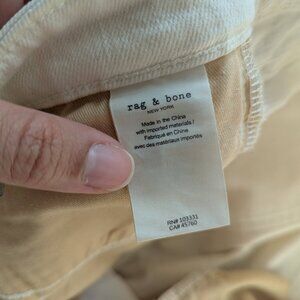 rag & bone
NEW YORK
Made in the China
with imported materials /
Fabriqué en Chine
avec des matériaux importés
RN# 103331
CA# 45760